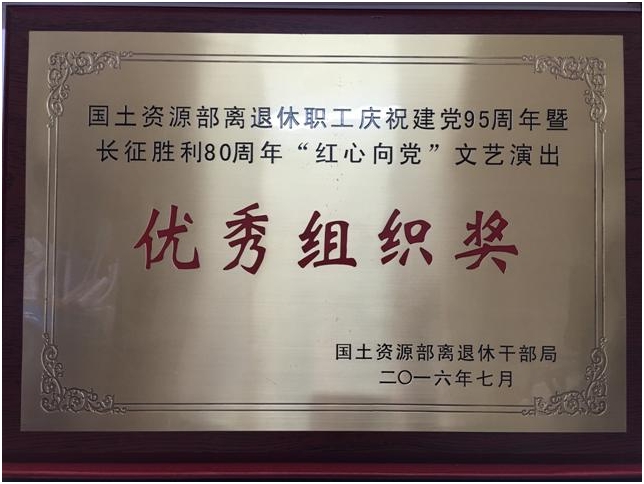 国土资源部离退休职工庆祝建党95周年暨
长征胜利80周年“红心向党”文艺演出
优秀组织奖
国土资源部离退休干部局
二〇一六年七月